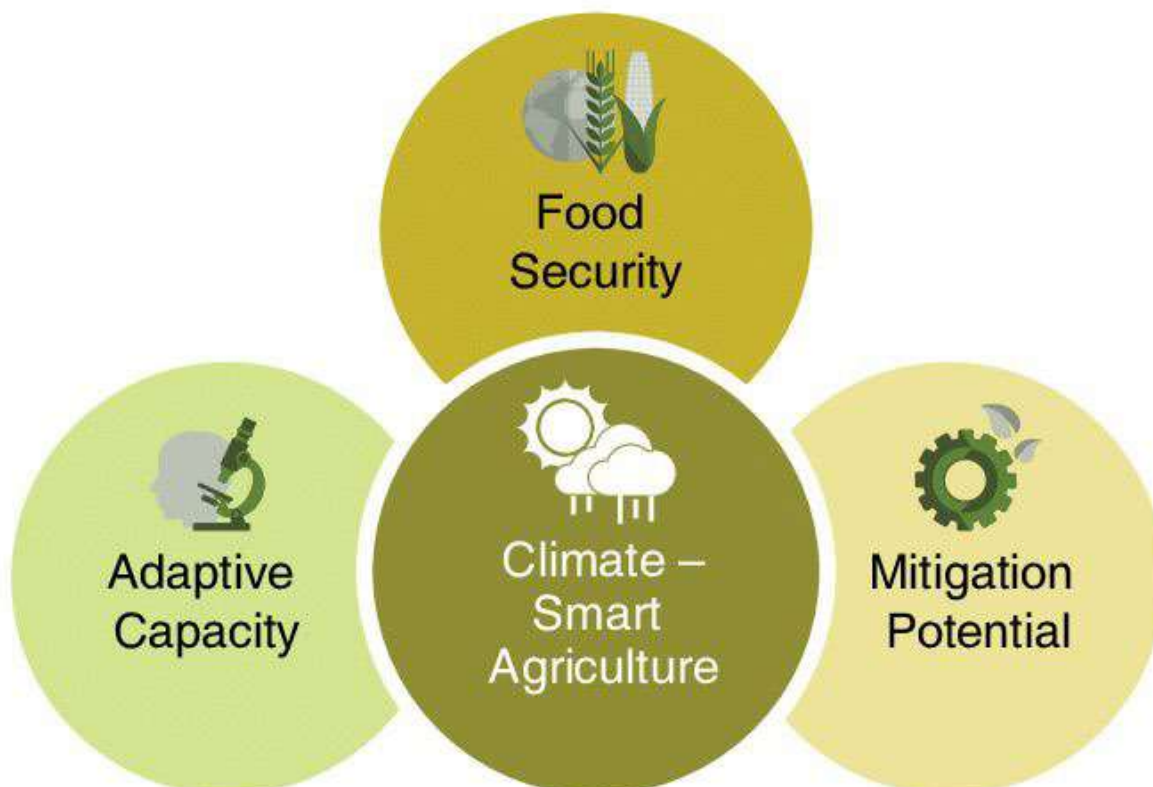 Food
Security
Adaptive
Capacity
Climate –
Smart
Agriculture
Mitigation
Potential